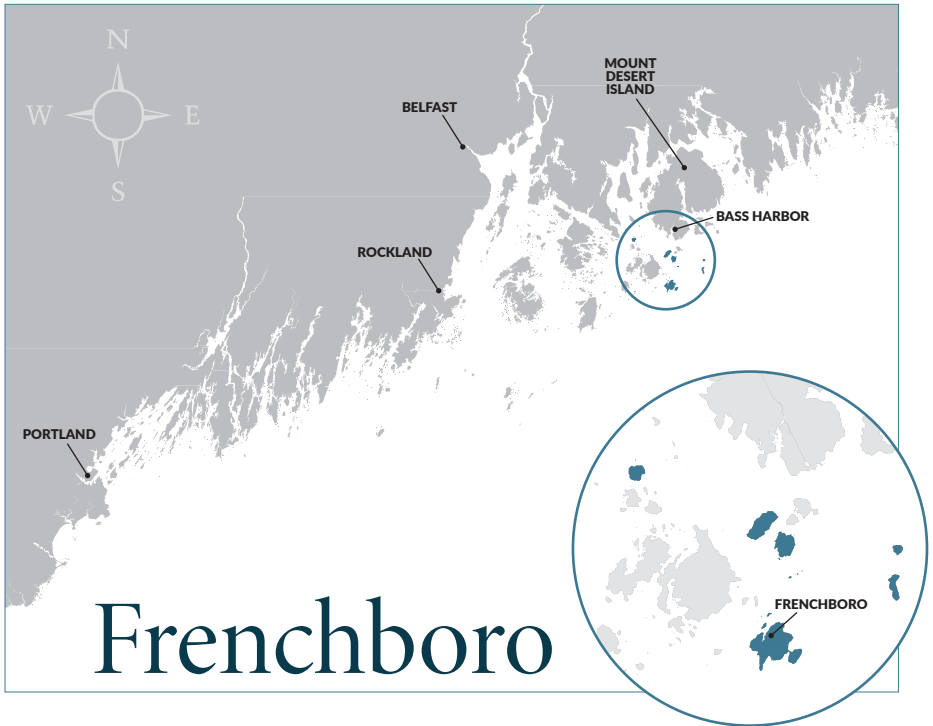 N
W E
S
MOUNT
DESERT
ISLAND
BELFAST
BASS HARBOR
ROCKLAND
PORTLAND
FRENCHBORO
Frenchboro